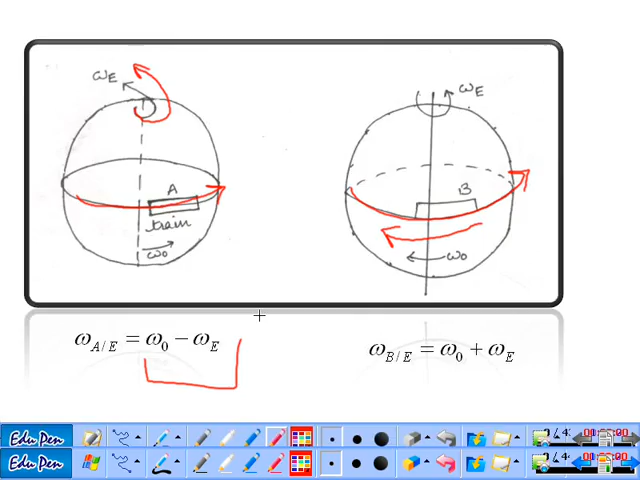 ωE
A
train
ω0
ωE
B
ω0
ωA/E = ω0 − ωE
ωB/E = ω0 + ωE
Edu Pen
Edu Pen